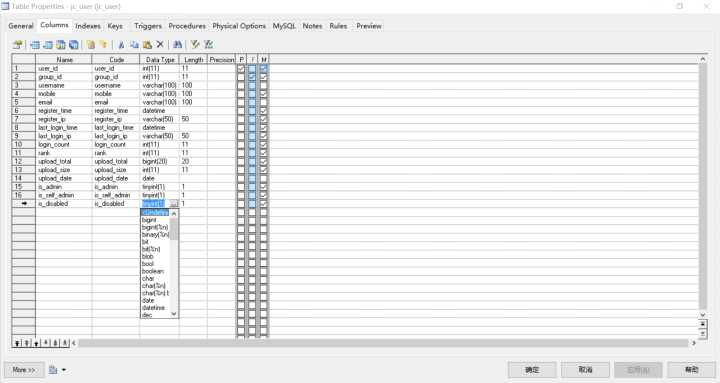 Table Properties - jc_user (jc_user)
General Columns Indexes Keys Triggers Procedures Physical Options MySQL Notes Rules Preview
Name Code Data Type Length Precision P F M
1 user_id user_id int(11) 11
2 group_id group_id int(11) 11
3 username username varchar(100) 100
4 mobile mobile varchar(100) 100
5 email email varchar(100) 100
6 register_time register_time datetime
7 register_ip register_ip varchar(50) 50
8 last_login_time last_login_time datetime
9 last_login_ip last_login_ip varchar(50) 50
10 login_count login_count int(11) 11
11 rank rank int(11) 11
12 upload_total upload_total bigint(20) 20
13 upload_size upload_size int(11) 11
14 upload_date upload_date date
15 is_admin is_admin tinyint(1) 1
16 is_self_admin is_self_admin tinyint(1) 1
is_disabled is_disabled tinyint(1) ... 1
bigint
bigint(%n)
binary(%n)
bit
bit(%n)
blob
bool
boolean
char
char(%n)
char(%n) b
date
datetime
dec
More >> 确定 取消 应用(A) 帮助